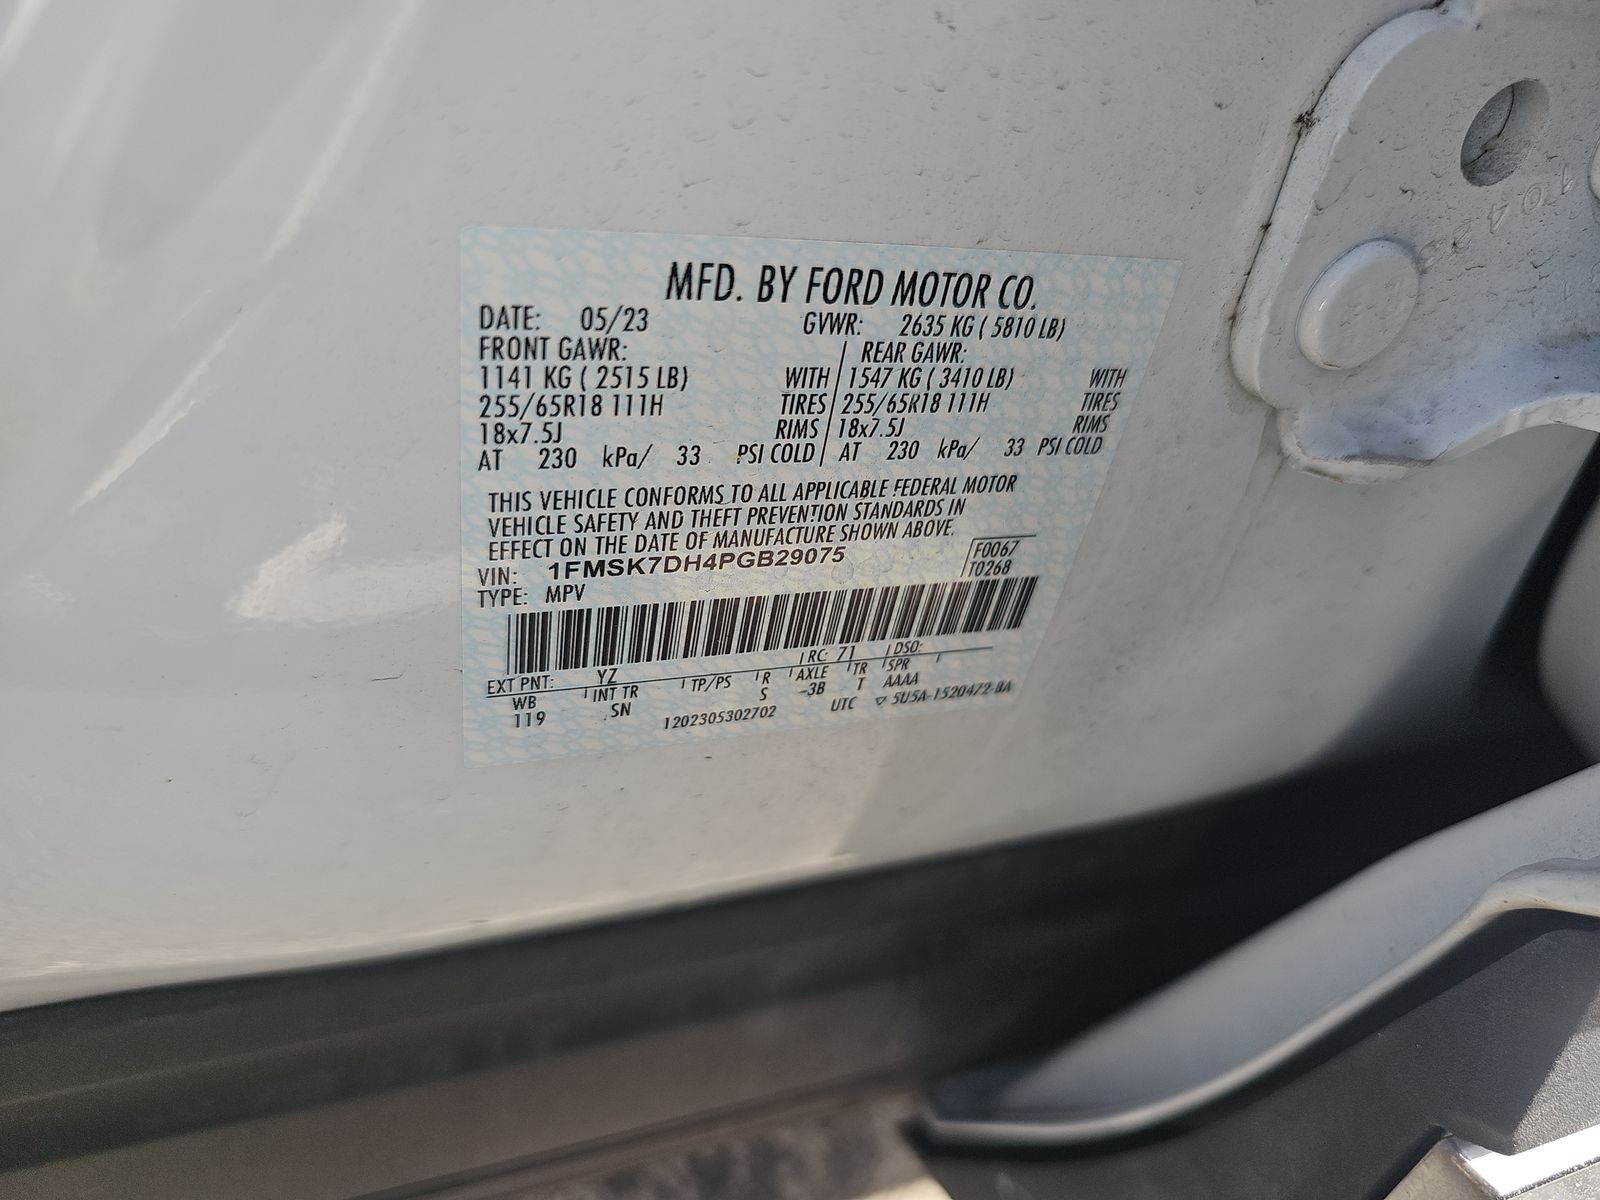 MFD. BY FORD MOTOR CO.
DATE: 05/23 GVWR: 2635 KG ( 5810 LB)
FRONT GAWR: REAR GAWR:
1141 KG ( 2515 LB) WITH 1547 KG ( 3410 LB) WITH
255/65R18 111H TIRES 255/65R18 111H TIRES
18x7.5J RIMS 18x7.5J RIMS
AT 230 kPa/ 33 PSI COLD AT 230 kPa/ 33 PSI COLD
THIS VEHICLE CONFORMS TO ALL APPLICABLE FEDERAL MOTOR
VEHICLE SAFETY AND THEFT PREVENTION STANDARDS IN
EFFECT ON THE DATE OF MANUFACTURE SHOWN ABOVE.
VIN: 1FMSK7DH4PGB29075 F0067
TYPE: MPV T0268
EXT PNT: YZ RC: 71 DSO:
WB INT TR TP/PS R AXLE TR SPR
119 SN S -3B T AAAA
1202305302702 UTC ▽ 5U5A-1520472-BA